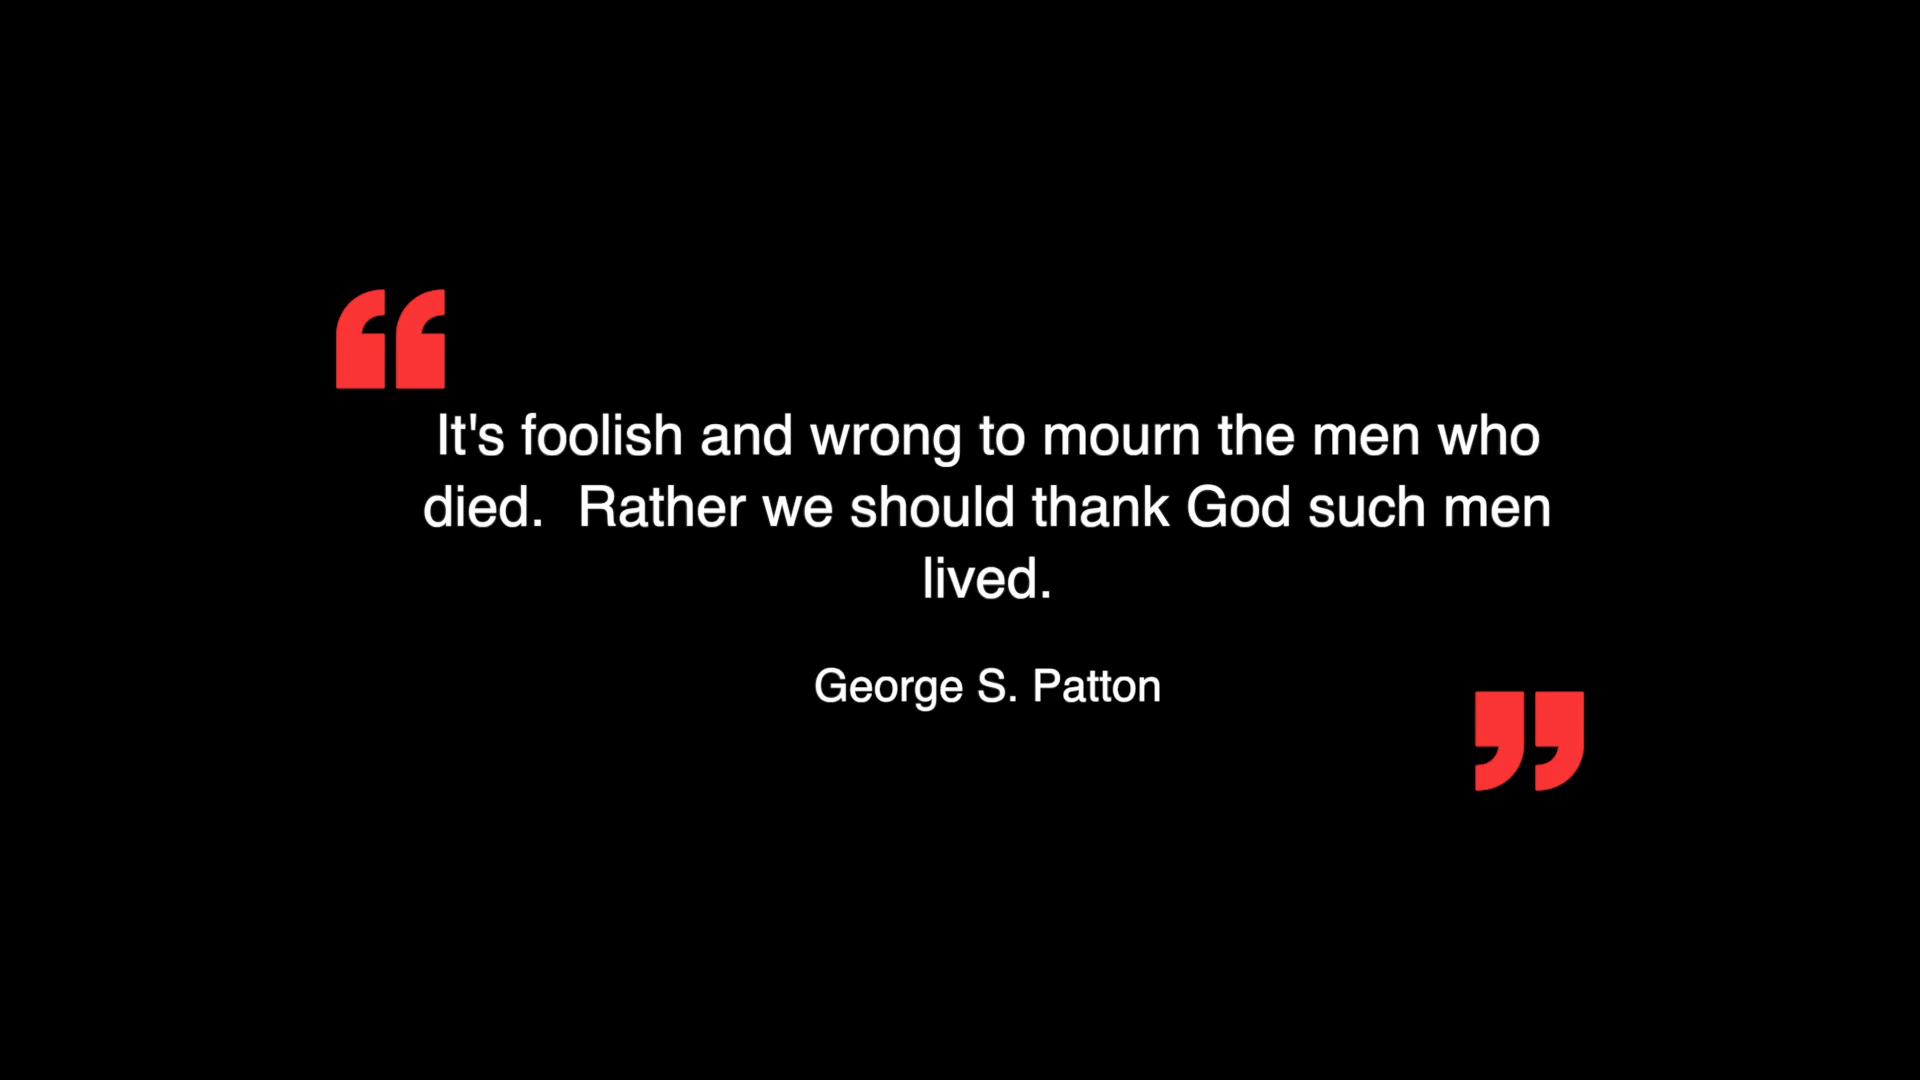 “
It's foolish and wrong to mourn the men who
died.  Rather we should thank God such men
lived.
George S. Patton
”